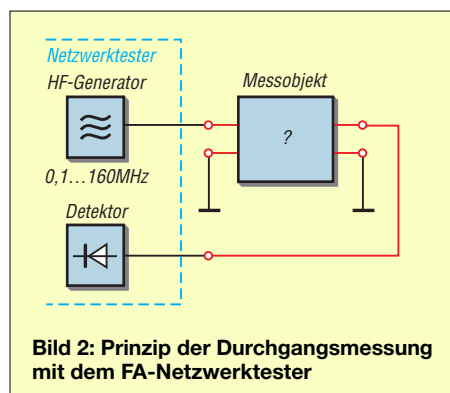 Netzwerktester
HF-Generator
Messobjekt
?
0,1...160MHz
Detektor
Bild 2: Prinzip der Durchgangsmessung
mit dem FA-Netzwerktester